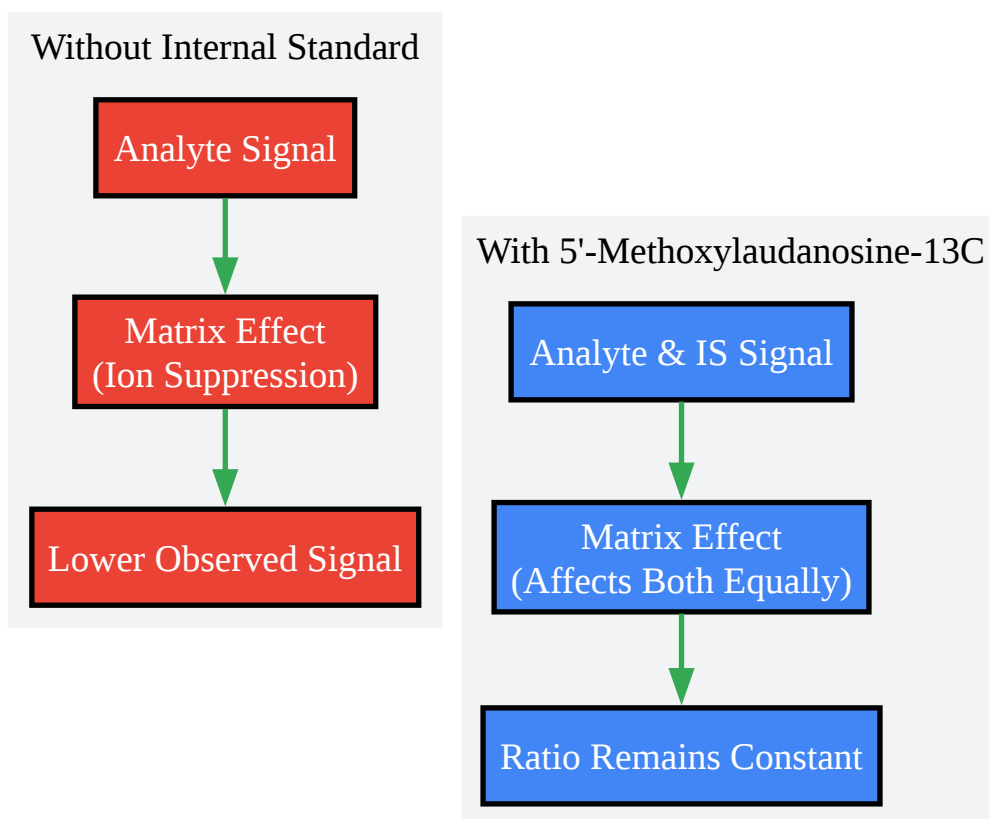 Without Internal Standard
Analyte Signal
Matrix Effect
(Ion Suppression)
Lower Observed Signal
With 5'-Methoxylaudanosine-13C
Analyte & IS Signal
Matrix Effect
(Affects Both Equally)
Ratio Remains Constant